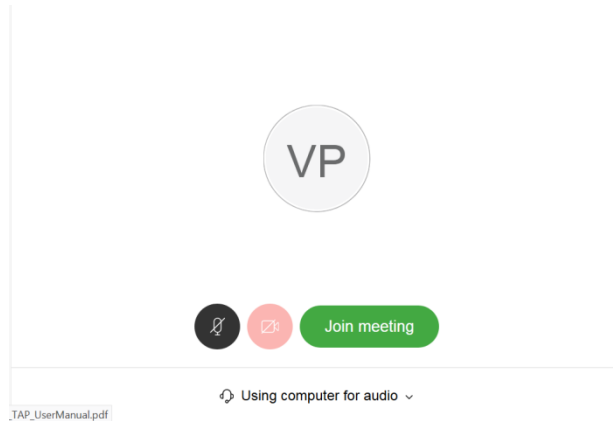 VP
Join meeting
Using computer for audio
_TAP_UserManual.pdf